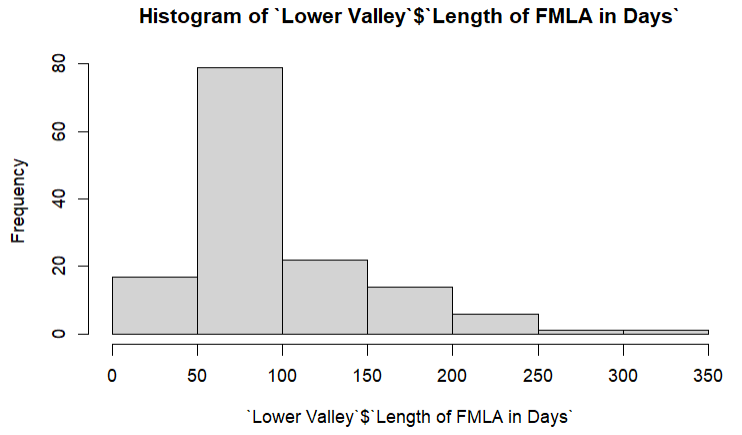 Histogram of `Lower Valley`$`Length of FMLA in Days`
Frequency
80
60
40
20
0
0 50 100 150 200 250 300 350
`Lower Valley`$`Length of FMLA in Days`